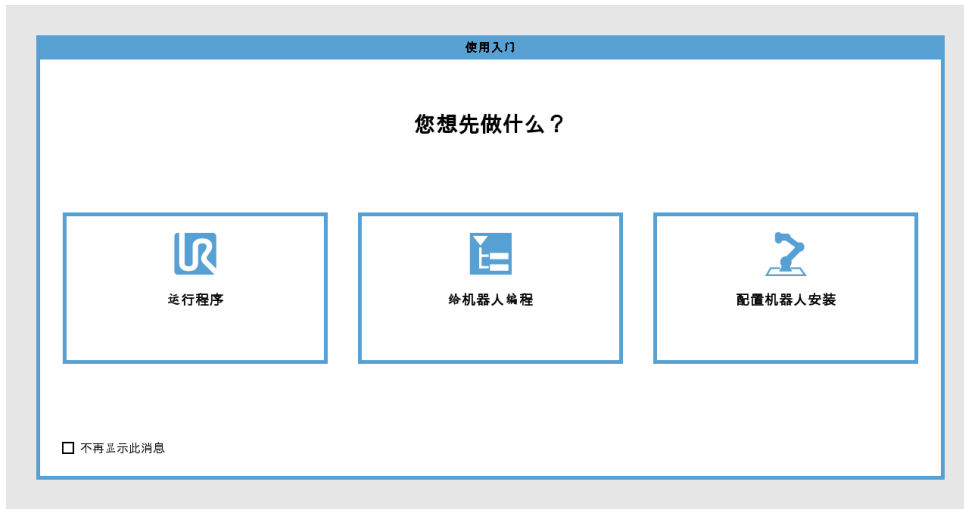 使用入门
您想先做什么？
UR
运行程序
给机器人编程
配置机器人安装
不再显示此消息